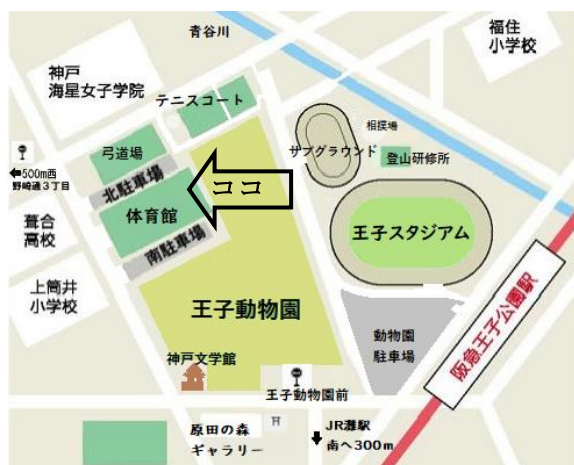 青谷川
福住
小学校
神戸
海星女子学院
テニスコート
相撲場
サブグラウンド
登山研修所
弓道場
⬅500m西
野崎通3丁目
北駐車場
ココ
体育館
葺合
高校
南駐車場
王子スタジアム
上筒井
小学校
王子動物園
動物園
駐車場
阪急王子公園駅
神戸文学館
王子動物園前
原田の森
ギャラリー
JR灘駅
南へ300m